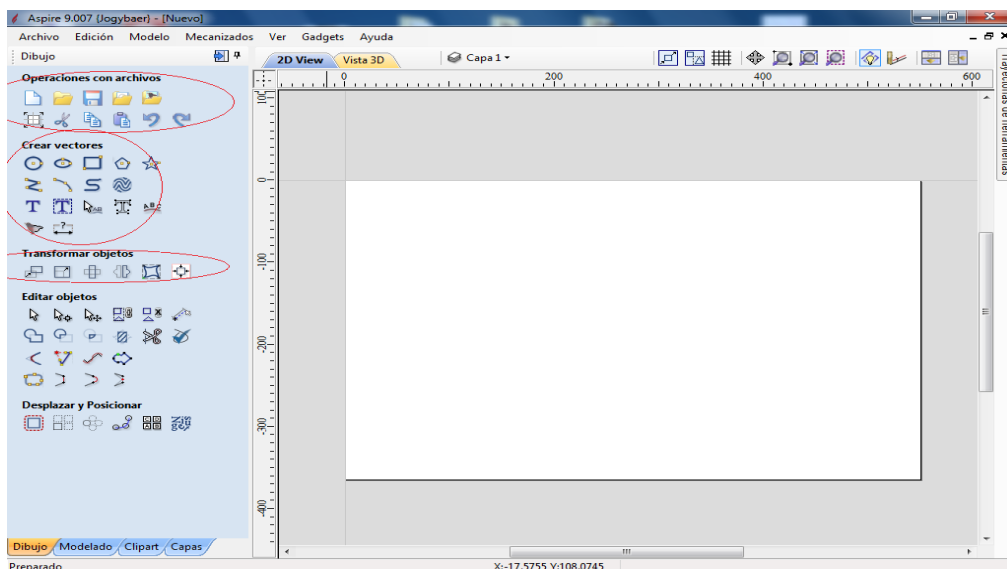 Aspire 9.007 {Jogybaer} - [Nuevo]
Archivo Edición Modelo Mecanizados Ver Gadgets Ayuda
Dibujo
2D View Vista 3D Capa 1
Operaciones con archivos
0 200 400 600
Crear vectores
T T T
Transformar objetos
Editar objetos
Desplazar y Posicionar
100
0
-100
-200
-300
-400
Dibujo Modelado Clipart Capas
Preparado X:-17.5755 Y:108.0745